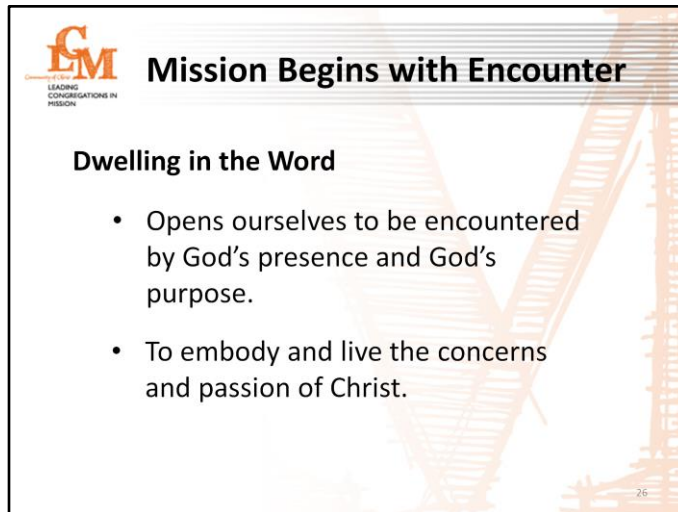 LCM
Community of Christ
LEADING
CONGREGATIONS IN
MISSION
Mission Begins with Encounter
Dwelling in the Word
• Opens ourselves to be encountered
by God's presence and God's
purpose.
• To embody and live the concerns
and passion of Christ.
26